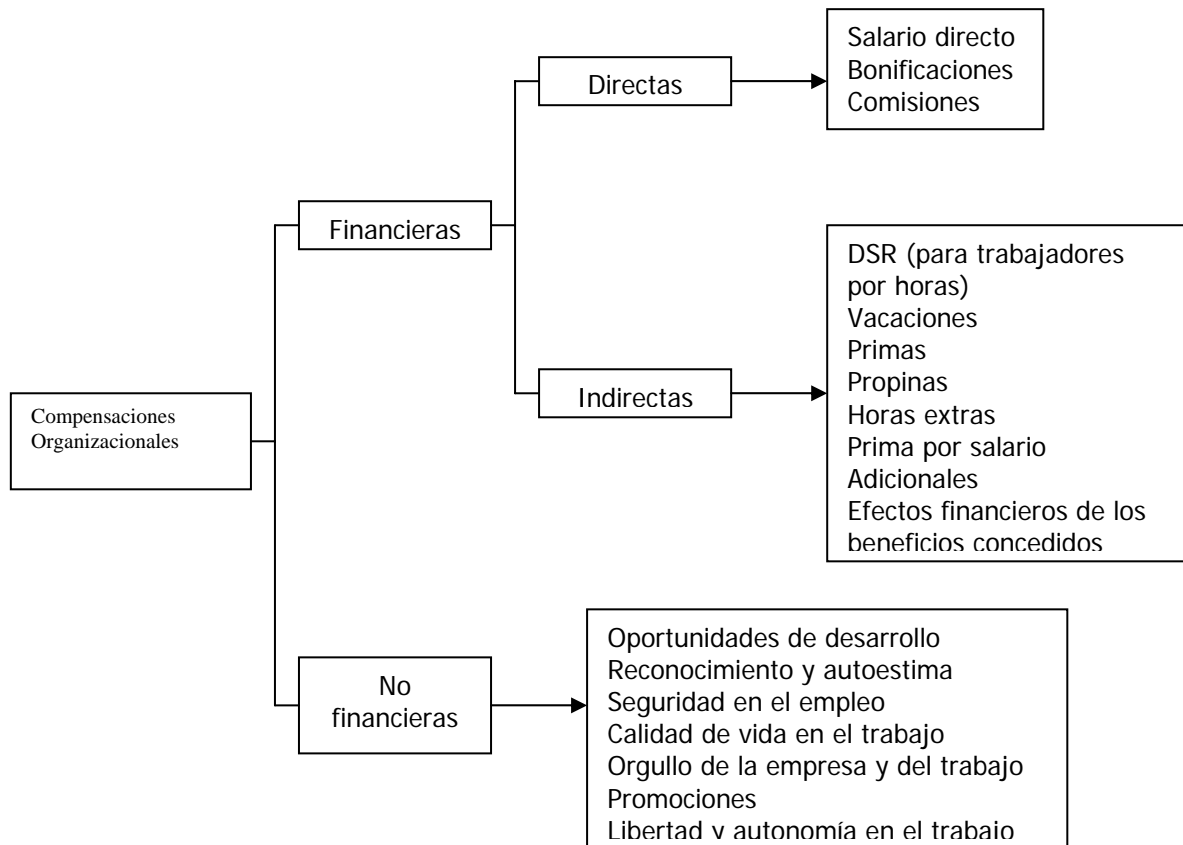 Salario directo
Bonificaciones
Comisiones
Directas
Financieras
DSR (para trabajadores
por horas)
Vacaciones
Primas
Propinas
Horas extras
Prima por salario
Adicionales
Efectos financieros de los
beneficios concedidos
Indirectas
Compensaciones
Organizacionales
No
financieras
Oportunidades de desarrollo
Reconocimiento y autoestima
Seguridad en el empleo
Calidad de vida en el trabajo
Orgullo de la empresa y del trabajo
Promociones
Libertad y autonomía en el trabajo